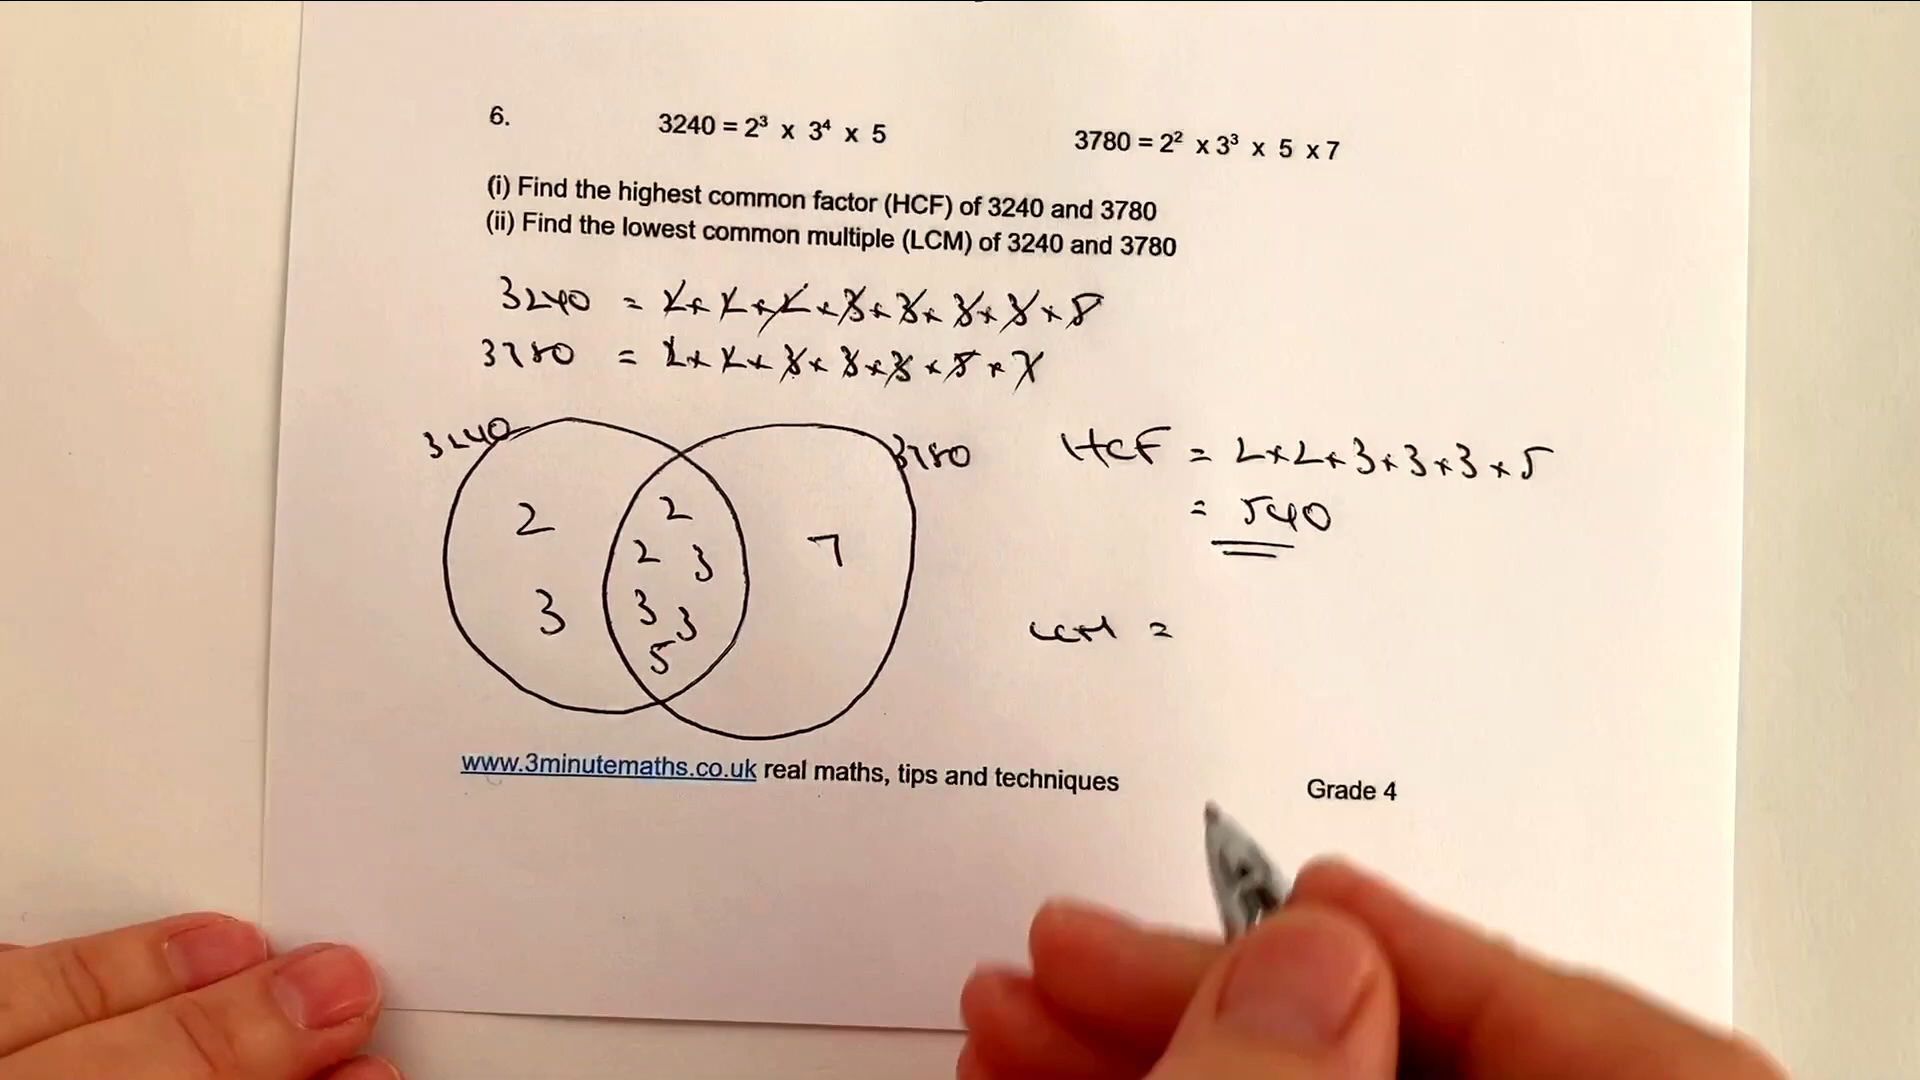 6.
3240 = 2³ x 3⁴ x 5
3780 = 2² x 3³ x 5 x 7
(i) Find the highest common factor (HCF) of 3240 and 3780
(ii) Find the lowest common multiple (LCM) of 3240 and 3780
3240 = 2 × 2 × 2 × 3 × 3 × 3 × 3 × 5
3780 = 2 × 2 × 3 × 3 × 3 × 5 × 7
3240
3780
2
3
2
2 3
3 3
5
7
HCF = 2 × 2 × 3 × 3 × 3 × 5
= 540
LCM =
www.3minutemaths.co.uk real maths, tips and techniques
Grade 4